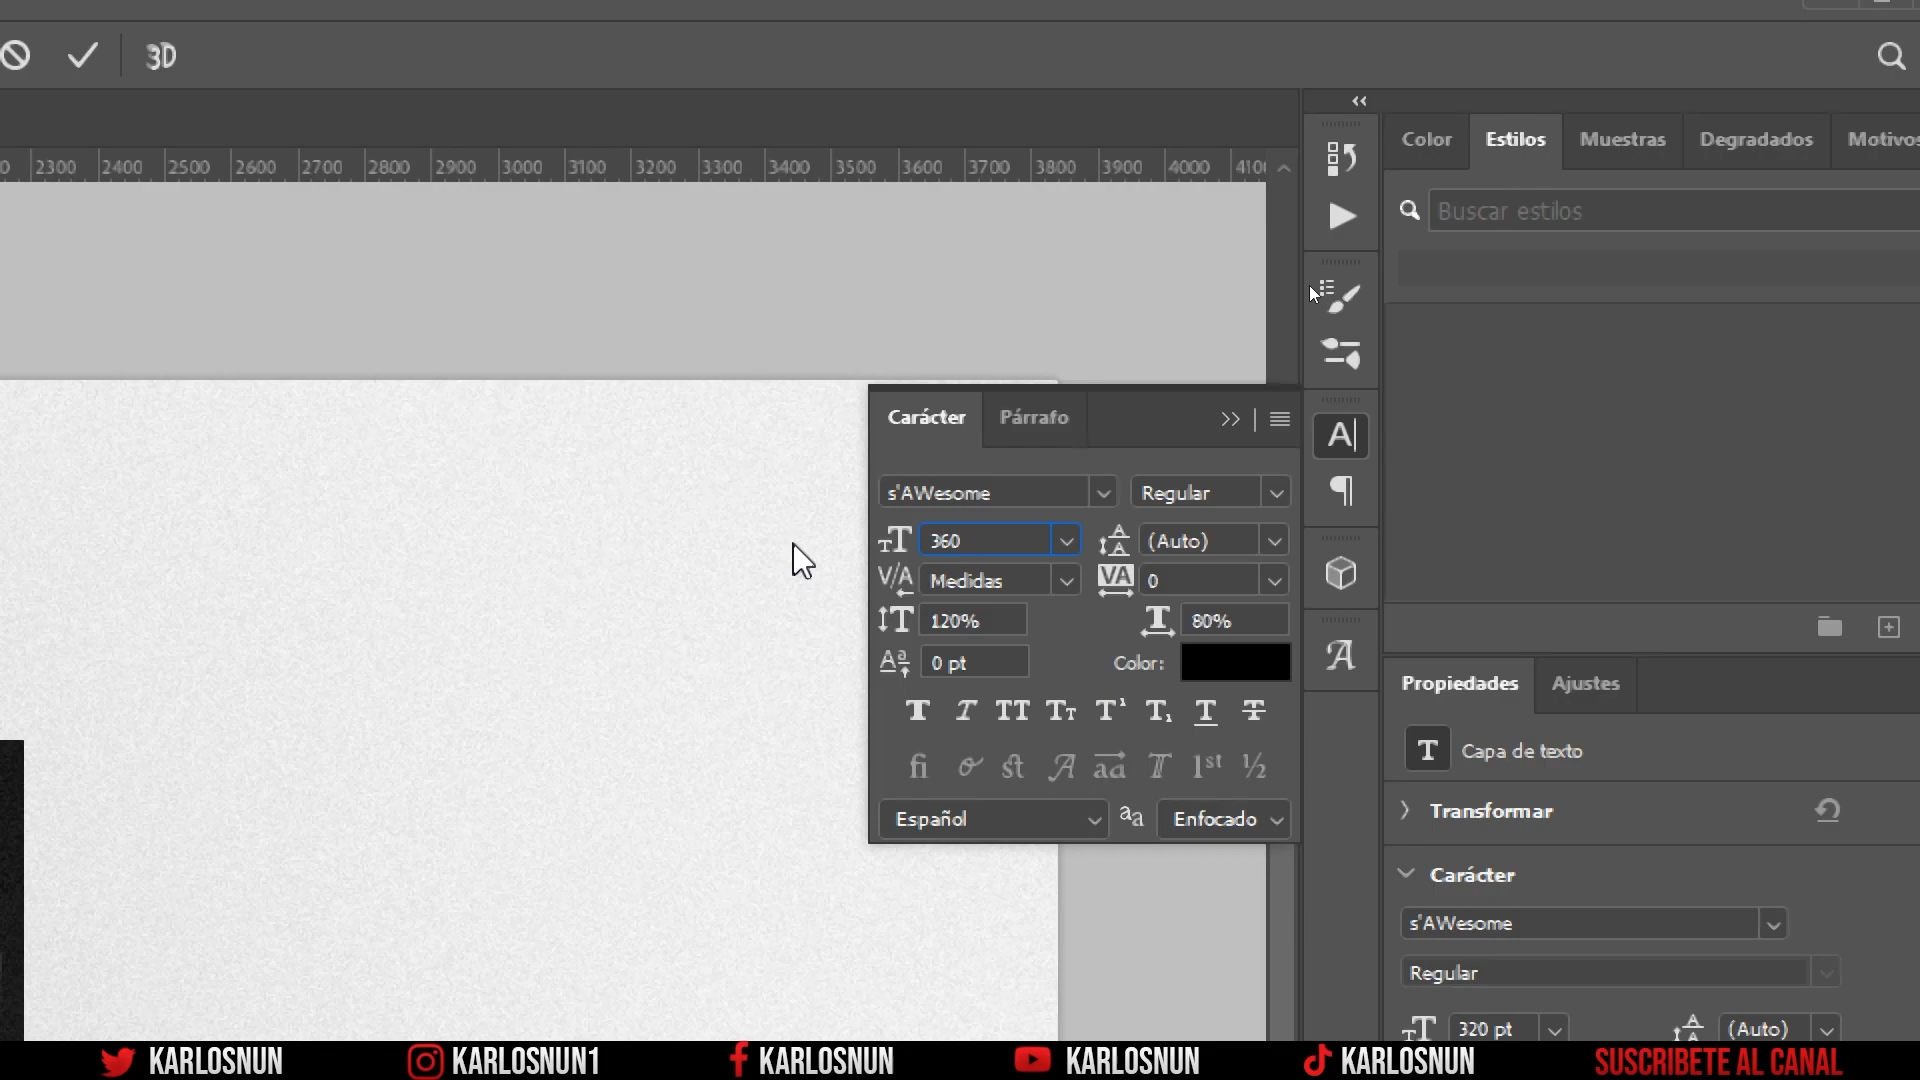 3D
2300 2400 2500 2600 2700 2800 2900 3000 3100 3200 3300 3400 3500 3600 3700 3800 3900 4000
Color Estilos Muestras Degradados Motivos
Buscar estilos
Carácter Párrafo
s'AWesome Regular
360 (Auto)
Medidas 0
120% 80%
0 pt Color:
Español Enfocado
Propiedades Ajustes
Capa de texto
Transformar
Carácter
s'AWesome
Regular
320 pt (Auto)
KARLOSNUN KARLOSNUN1 KARLOSNUN KARLOSNUN KARLOSNUN SUSCRIBETE AL CANAL